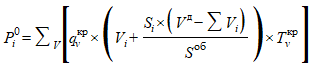 P_i^0 = ∑_V [ q_v^кр × ( V_i + (S_i × (V^д − ∑ V_i)) / S^об ) × T_v^кр ]